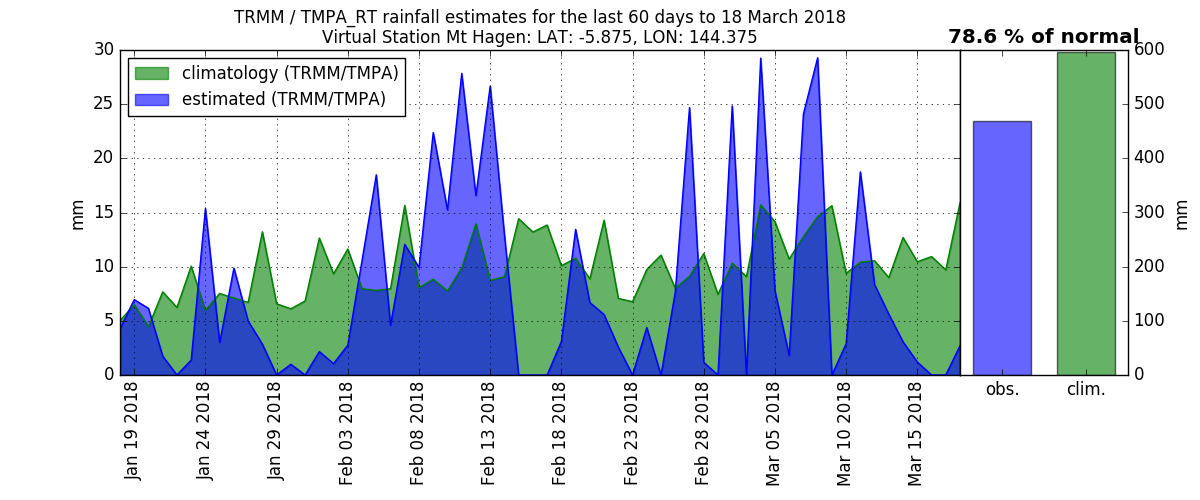 TRMM / TMPA_RT rainfall estimates for the last 60 days to 18 March 2018
Virtual Station Mt Hagen: LAT: -5.875, LON: 144.375
78.6 % of normal
climatology (TRMM/TMPA)
estimated (TRMM/TMPA)
30
25
20
15
10
5
0
mm
Jan 19 2018
Jan 24 2018
Jan 29 2018
Feb 03 2018
Feb 08 2018
Feb 13 2018
Feb 18 2018
Feb 23 2018
Feb 28 2018
Mar 05 2018
Mar 10 2018
Mar 15 2018
obs.
clim.
600
500
400
300
200
100
0
mm